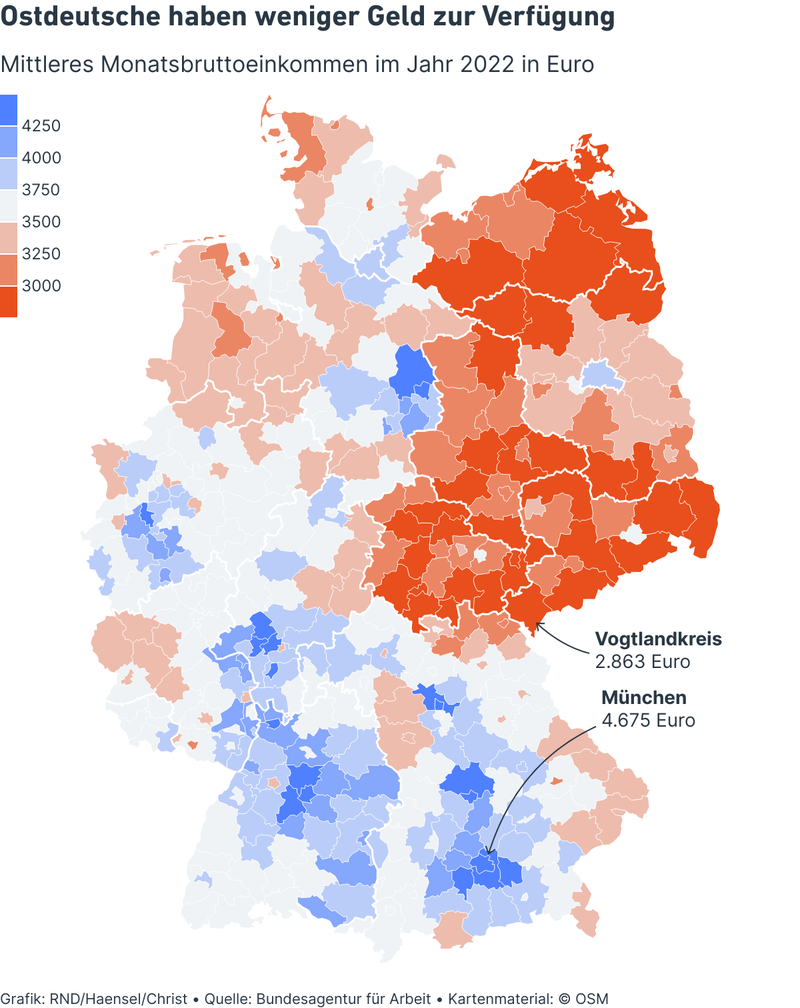 Ostdeutsche haben weniger Geld zur Verfügung
Mittleres Monatsbruttoeinkommen im Jahr 2022 in Euro
4250
4000
3750
3500
3250
3000
Vogtlandkreis
2.863 Euro
München
4.675 Euro
Grafik: RND/Haensel/Christ • Quelle: Bundesagentur für Arbeit • Kartenmaterial: © OSM